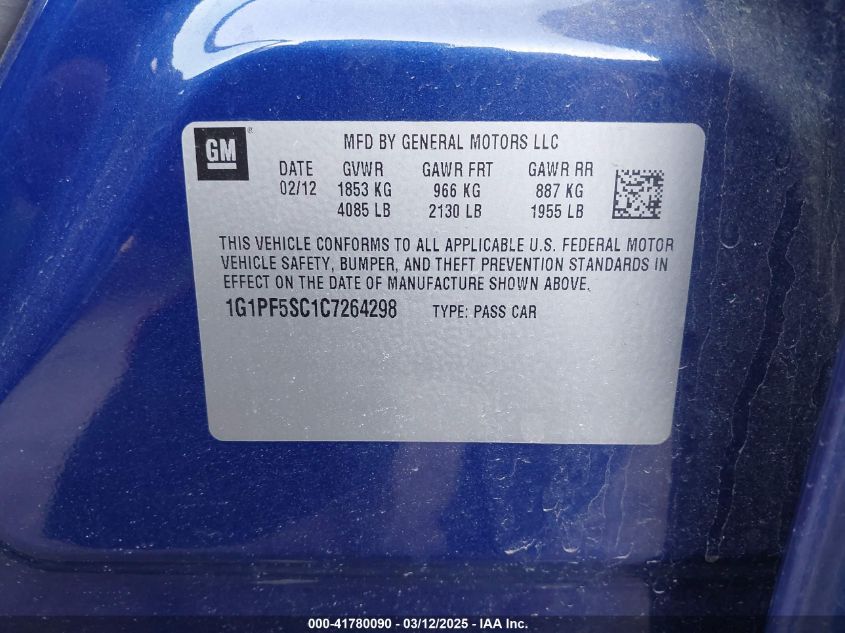 GM ®
MFD BY GENERAL MOTORS LLC
DATE GVWR GAWR FRT GAWR RR
02/12 1853 KG 966 KG 887 KG
4085 LB 2130 LB 1955 LB
THIS VEHICLE CONFORMS TO ALL APPLICABLE U.S. FEDERAL MOTOR
VEHICLE SAFETY, BUMPER, AND THEFT PREVENTION STANDARDS IN
EFFECT ON THE DATE OF MANUFACTURE SHOWN ABOVE.
1G1PF5SC1C7264298 TYPE: PASS CAR
000-41780090 - 03/12/2025 - IAA Inc.